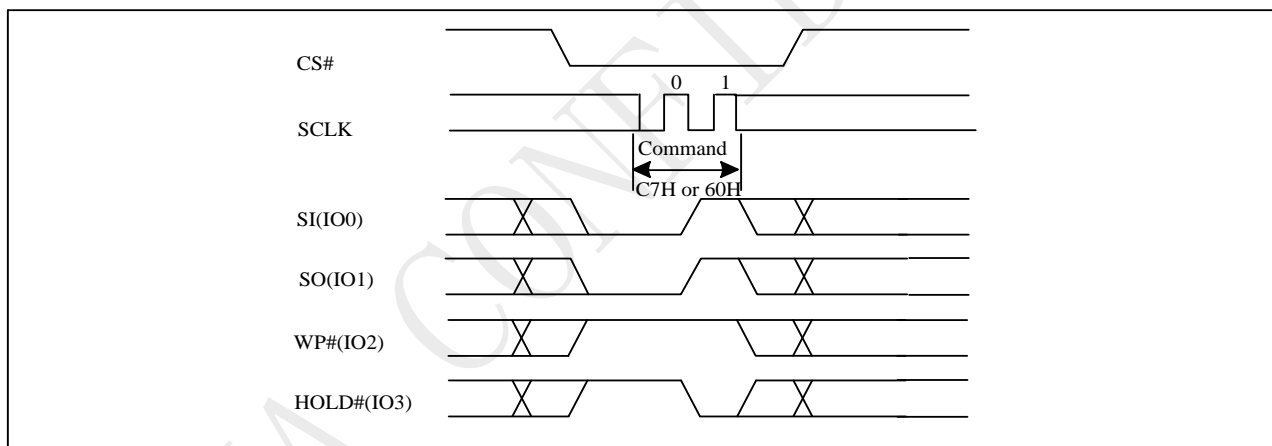 CS#
0 1
SCLK
Command
C7H or 60H
SI(IO0)
SO(IO1)
WP#(IO2)
HOLD#(IO3)